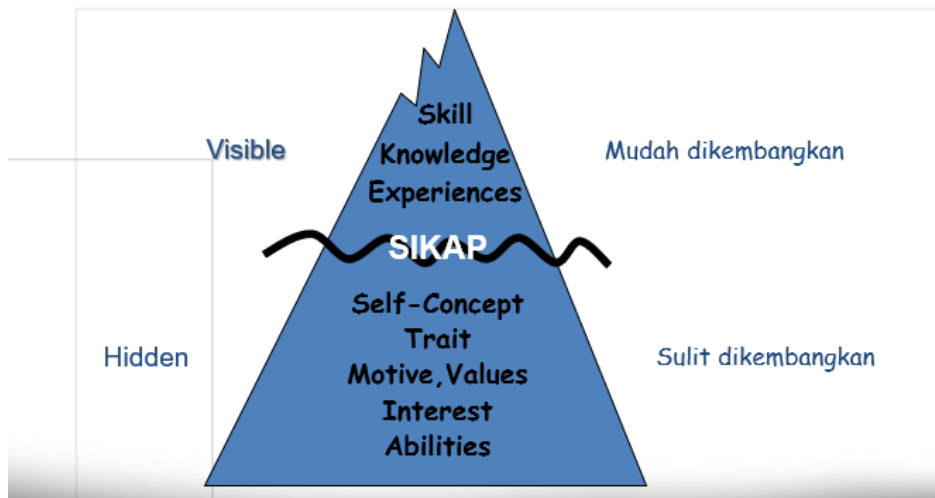 Skill
Visible
Knowledge
Mudah dikembangkan
Experiences
SIKAP
Self-Concept
Trait
Hidden
Sulit dikembangkan
Motive,Values
Interest
Abilities